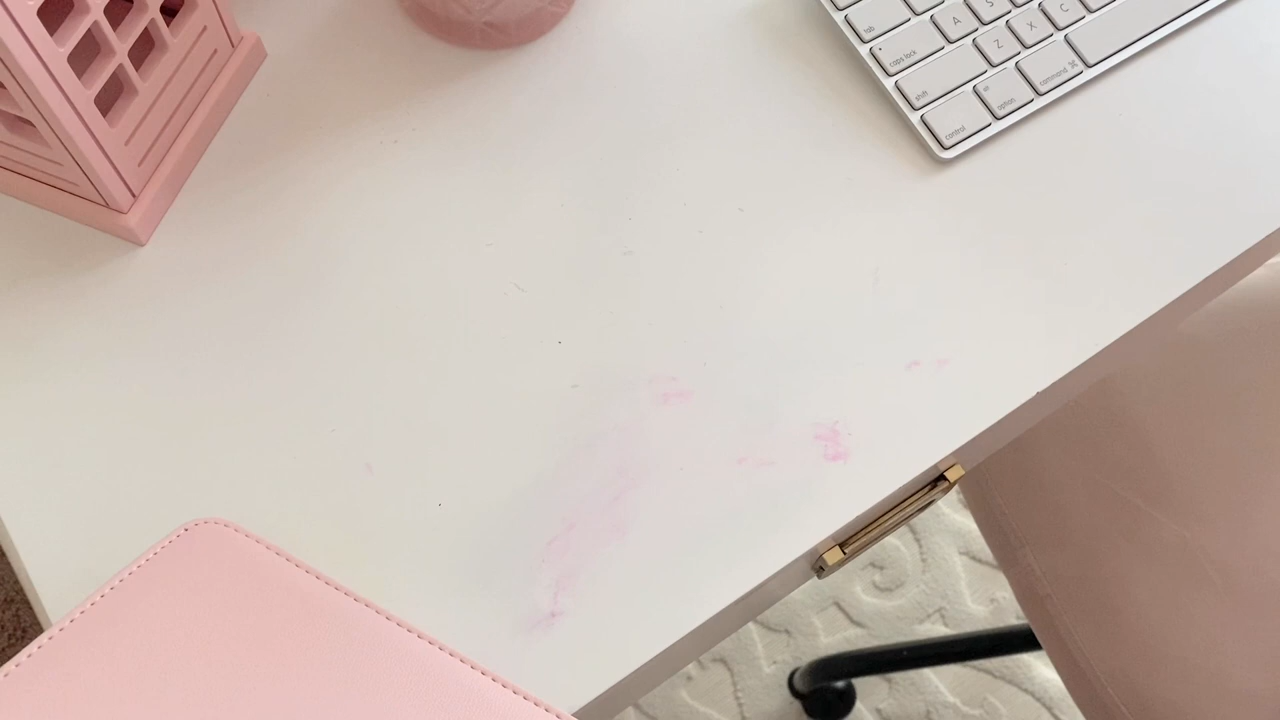 tab A S
caps lock Z X C
shift alt option command ⌘
control